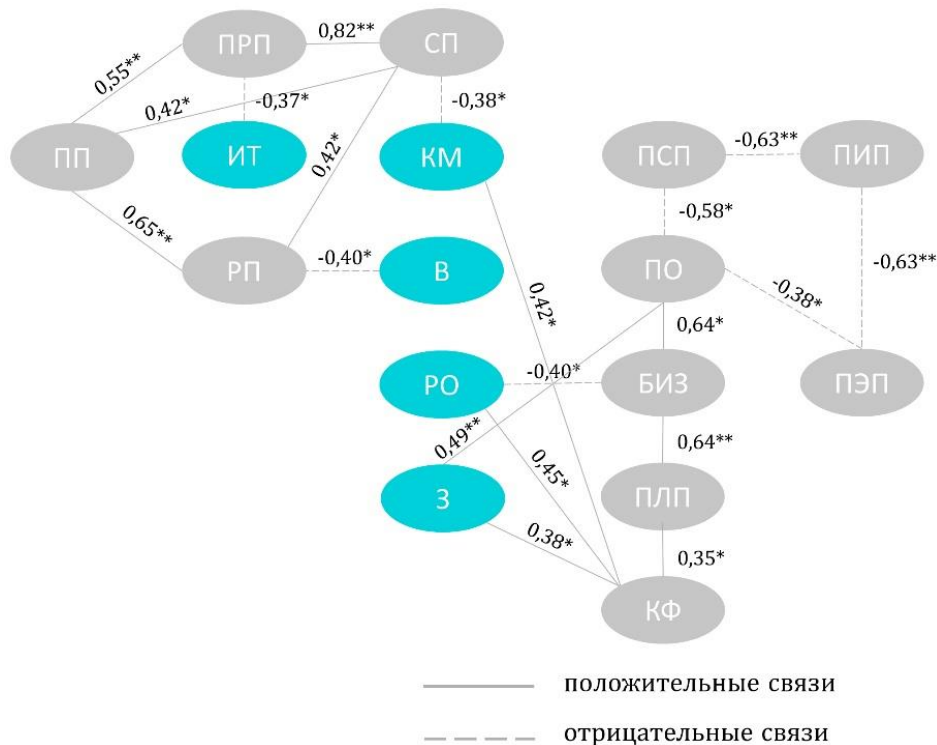 ПРП
0,82**
СП
0,55**
0,42*
-0,37*
-0,38*
ПП
ИТ
КМ
ПСП
-0,63**
ПИП
0,42*
0,65**
-0,58*
РП
-0,40*
В
ПО
-0,63**
0,42*
-0,38*
0,64*
РО
-0,40*
БИЗ
ПЭП
0,49**
0,64**
0,45*
З
ПЛП
0,38*
0,35*
КФ
положительные связи
отрицательные связи